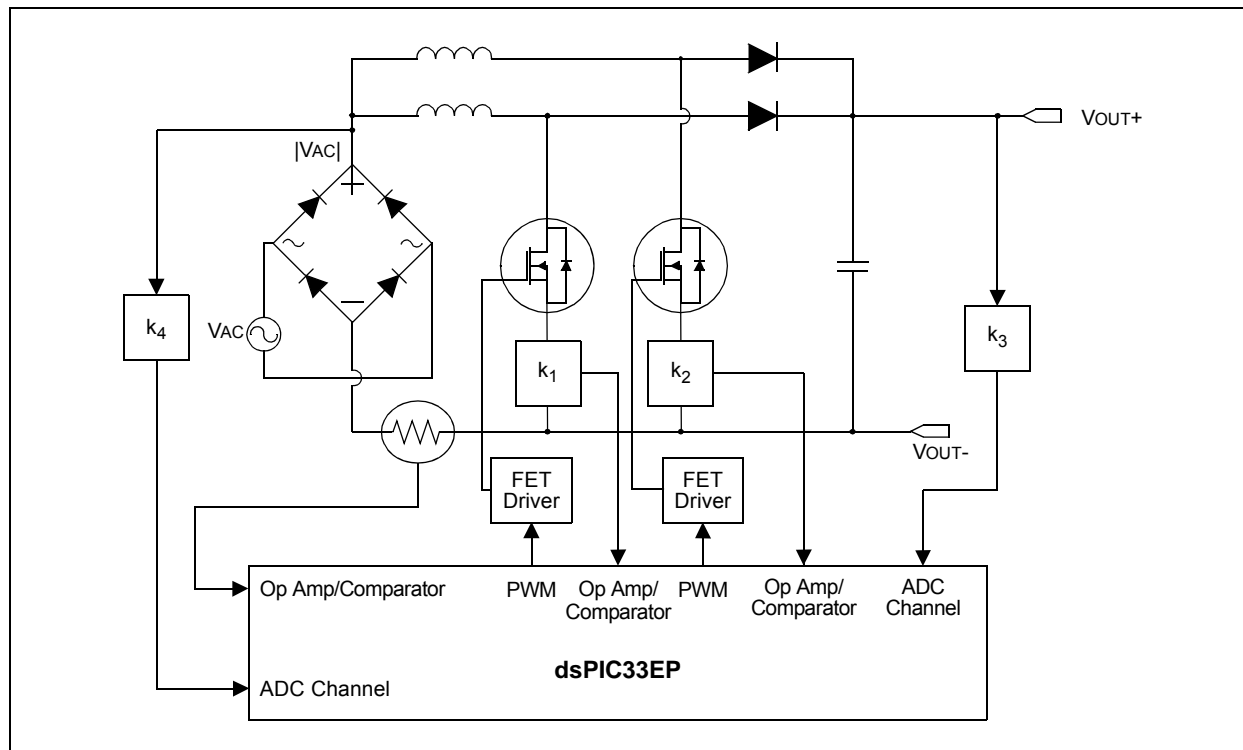 VOUT+
|VAC|
k4
VAC
k1
k2
k3
VOUT-
FET
Driver
FET
Driver
Op Amp/Comparator
PWM
Op Amp/
Comparator
PWM
Op Amp/
Comparator
ADC
Channel
dsPIC33EP
ADC Channel